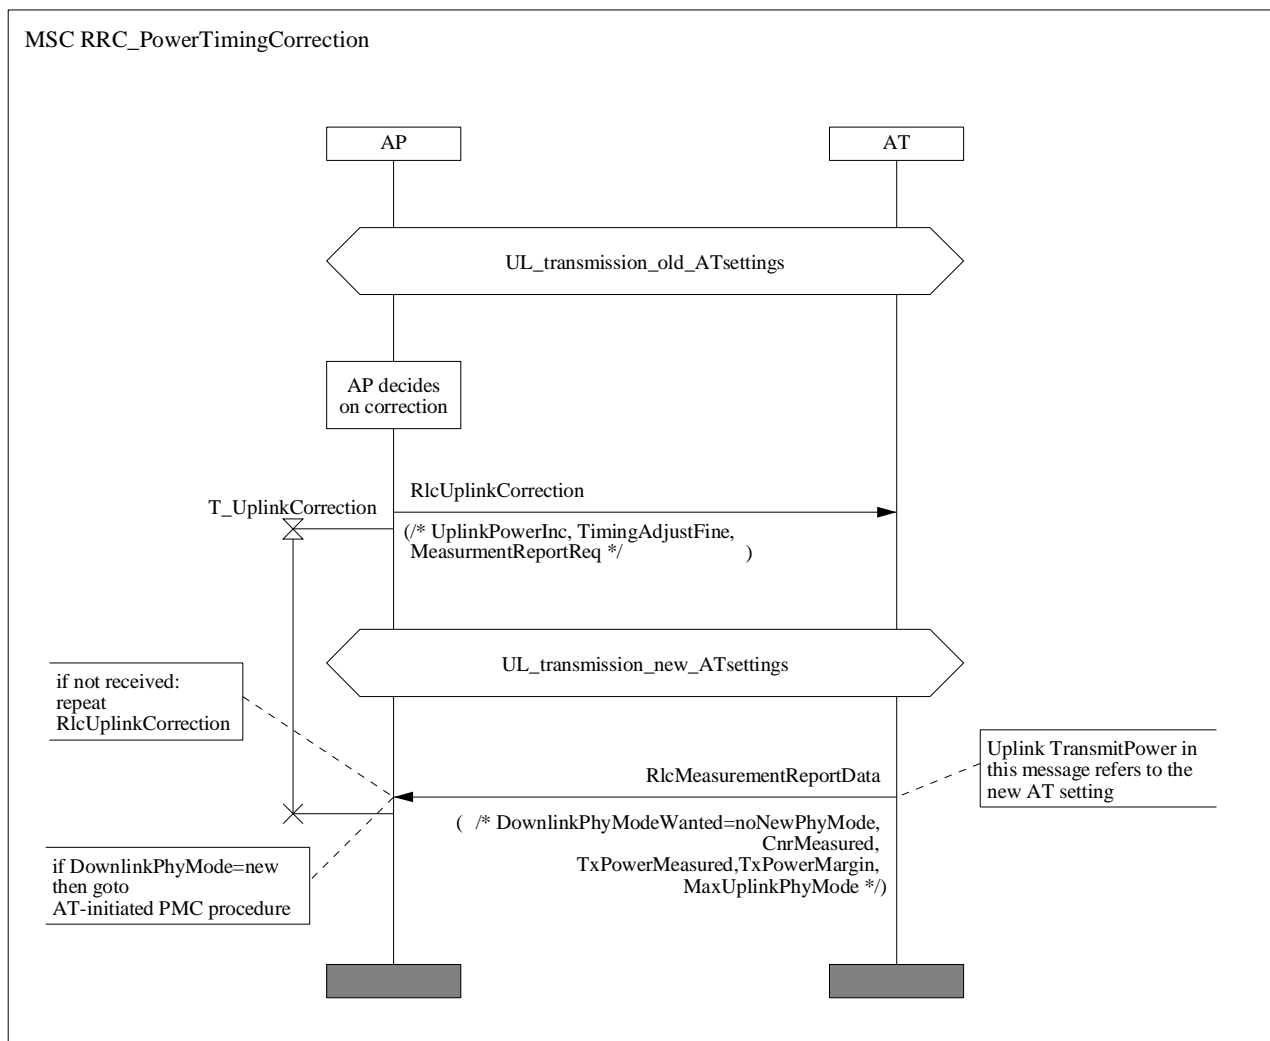 MSC RRC_PowerTimingCorrection
AP
AT
UL_transmission_old_ATsettings
AP decides
on correction
RlcUplinkCorrection
T_UplinkCorrection
(/* UplinkPowerInc, TimingAdjustFine,
MeasurmentReportReq */ )
UL_transmission_new_ATsettings
if not received:
repeat
RlcUplinkCorrection
Uplink TransmitPower in
this message refers to the
new AT setting
RlcMeasurementReportData
( /* DownlinkPhyModeWanted=noNewPhyMode,
CnrMeasured,
TxPowerMeasured,TxPowerMargin,
MaxUplinkPhyMode */)
if DownlinkPhyMode=new
then goto
AT-initiated PMC procedure